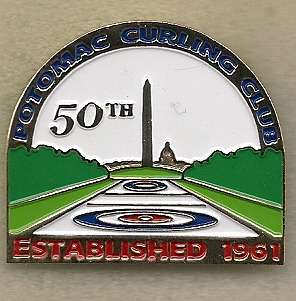 POTOMAC CURLING CLUB
50TH
ESTABLISHED 1961